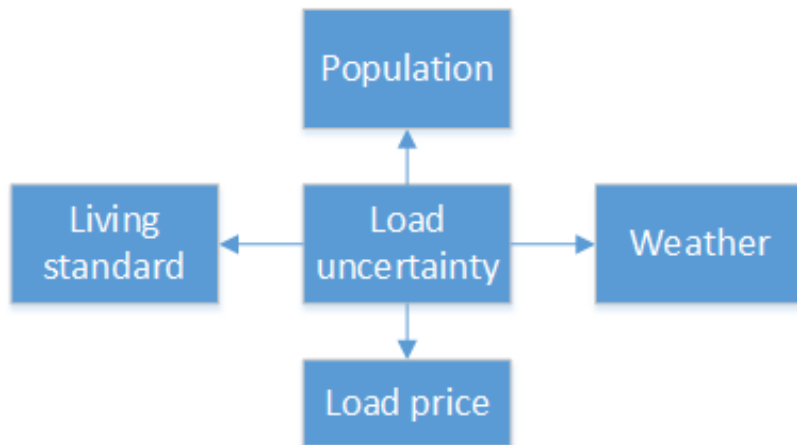 Population
Living
standard
Load
uncertainty
Weather
Load price